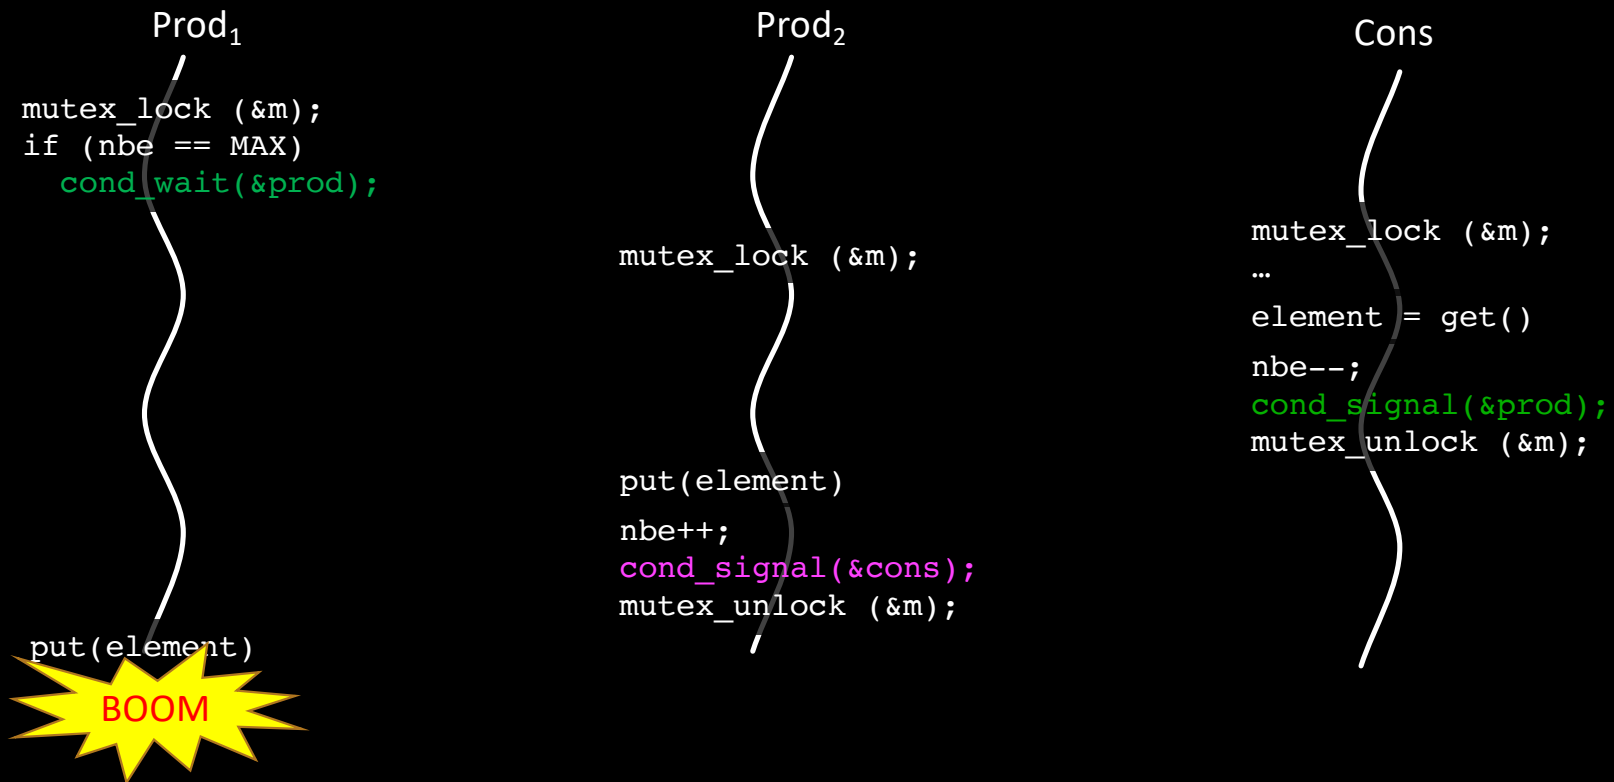 Prod1
mutex_lock (&m);
if (nbe == MAX)
cond_wait(&prod);
put(element)
BOOM
Prod2
mutex_lock (&m);
put(element)
nbe++;
cond_signal(&cons);
mutex_unlock (&m);
Cons
mutex_lock (&m);
…
element = get()
nbe--;
cond_signal(&prod);
mutex_unlock (&m);